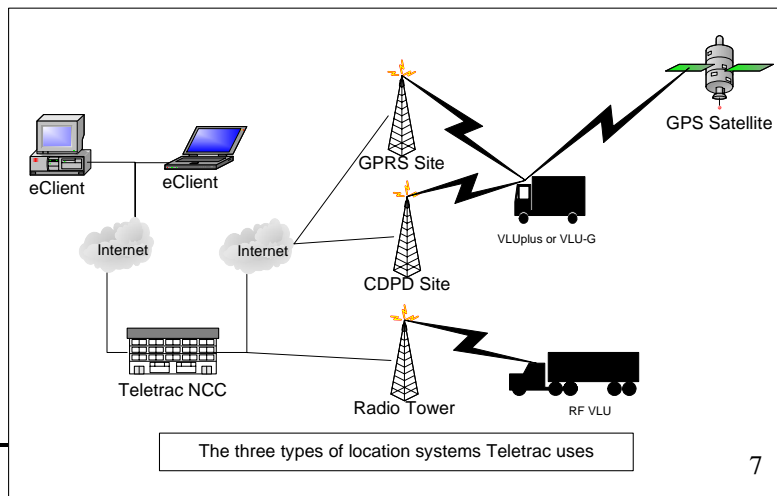 GPS Satellite
GPRS Site
eClient
eClient
VLUplus or VLU-G
Internet
Internet
CDPD Site
Teletrac NCC
Radio Tower
RF VLU
The three types of location systems Teletrac uses
7